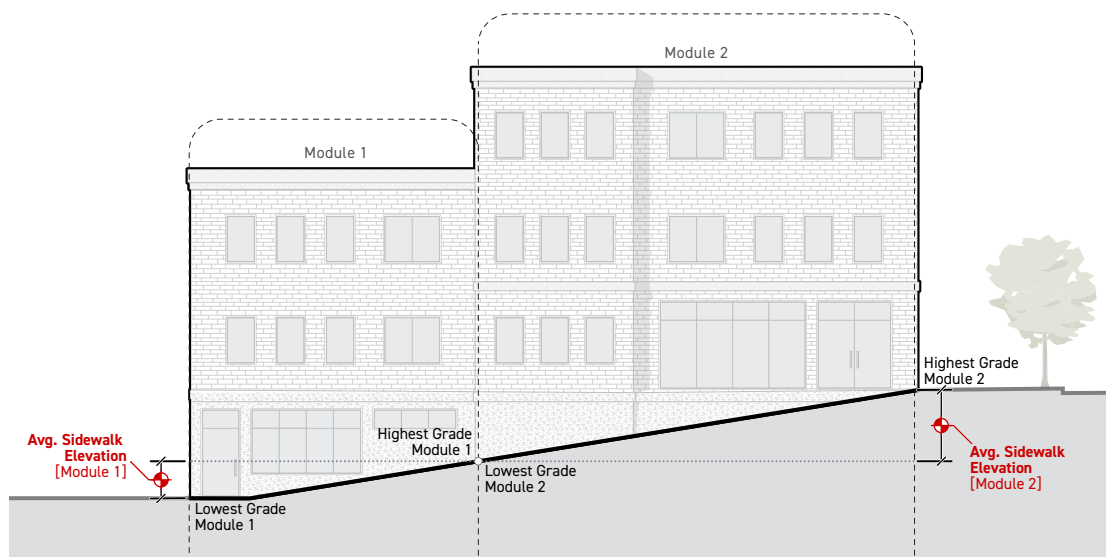 Module 2
Module 1
Highest Grade
Module 2
Highest Grade
Module 1
Avg. Sidewalk
Elevation
[Module 1]
Avg. Sidewalk
Elevation
[Module 2]
Lowest Grade
Module 2
Lowest Grade
Module 1